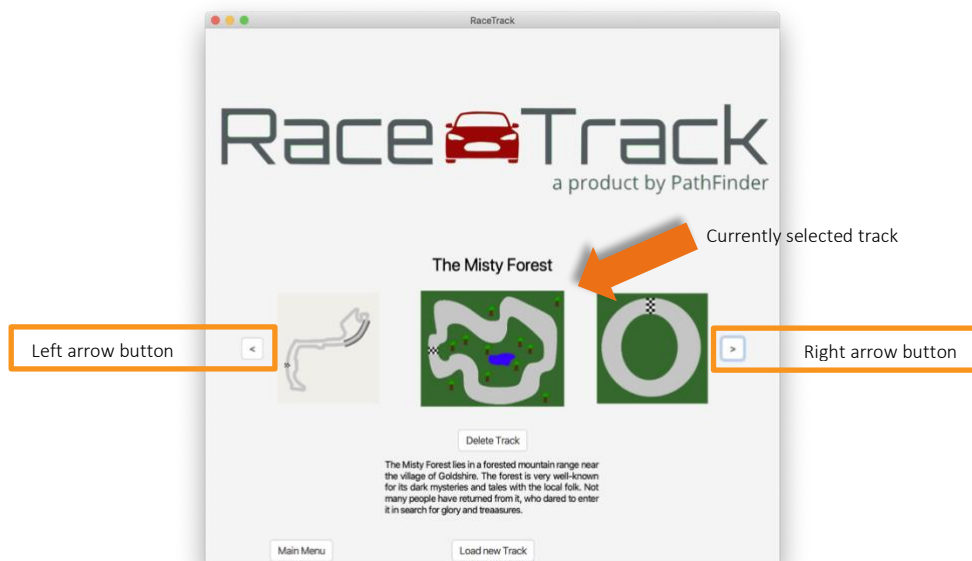 RaceTrack
Race Track
a product by PathFinder
Currently selected track
The Misty Forest
Left arrow button
<
>
Right arrow button
Delete Track
The Misty Forest lies in a forested mountain range near
the village of Goldshire. The forest is very well-known
for its dark mysteries and tales with the local folk. Not
many people have returned from it, who dared to enter
it in search for glory and treaasures.
Main Menu
Load new Track